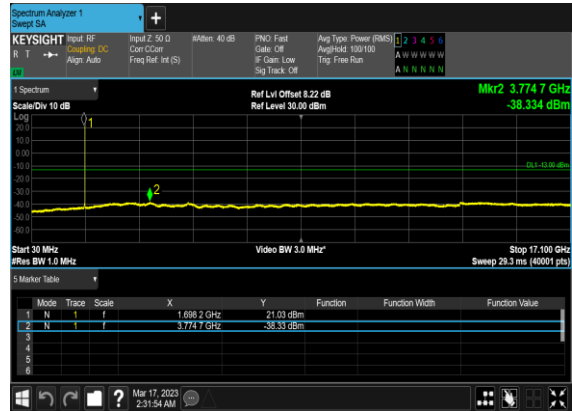 Spectrum Analyzer 1
Swept SA
+
KEYSIGHT Input: RF Input Z: 50 Ω #Atten: 40 dB PNO: Fast Avg Type: Power (RMS) 1 2 3 4 5 6
R T Coupling: DC Corr CCorr Gate: Off Avg|Hold: 100/100 A W W W W W
Align: Auto Freq Ref: Int (S) IF Gain: Low Trig: Free Run
Sig Track: Off A N N N N N
1 Spectrum Ref Lvl Offset 8.22 dB Mkr2 3.774 7 GHz
Scale/Div 10 dB Ref Level 30.00 dBm -38.334 dBm
Log
20.0
10.0
0.00
-10.0
-20.0
-30.0
-40.0
-50.0
-60.0
1
2
DL1 -13.00 dBm
Start 30 MHz Video BW 3.0 MHz* Stop 17.100 GHz
#Res BW 1.0 MHz Sweep 29.3 ms (40001 pts)
5 Marker Table
Mode Trace Scale X Y Function Function Width Function Value
1 N 1 f 1.698 2 GHz 21.03 dBm
2 N 1 f 3.774 7 GHz -38.33 dBm
3
4
5
6
? Mar 17, 2023
2:31:54 AM